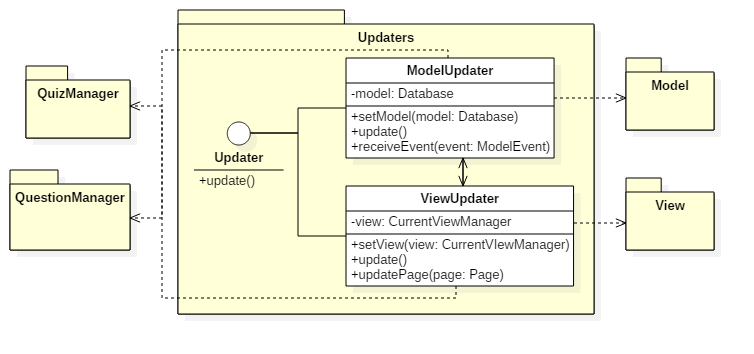 Updaters
QuizManager
QuestionManager
Updater
+update()
ModelUpdater
-model: Database
+setModel(model: Database)
+update()
+receiveEvent(event: ModelEvent)
ViewUpdater
-view: CurrentViewManager
+setView(view: CurrentVIewManager)
+update()
+updatePage(page: Page)
Model
View